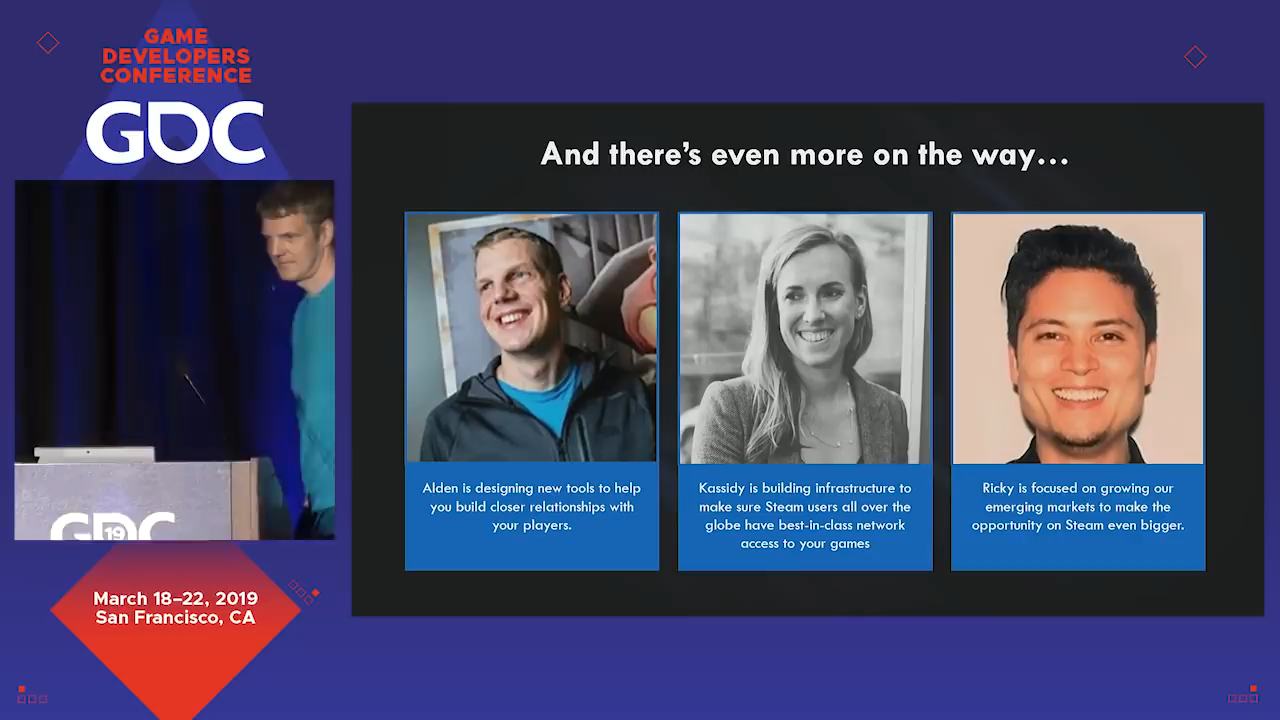 GAME
DEVELOPERS
CONFERENCE
GDC
And there's even more on the way...
Alden is designing new tools to help
you build closer relationships with
your players.
Kassidy is building infrastructure to
make sure Steam users all over the
globe have best-in-class network
access to your games
Ricky is focused on growing our
emerging markets to make the
opportunity on Steam even bigger.
GDC
19
March 18–22, 2019
San Francisco, CA